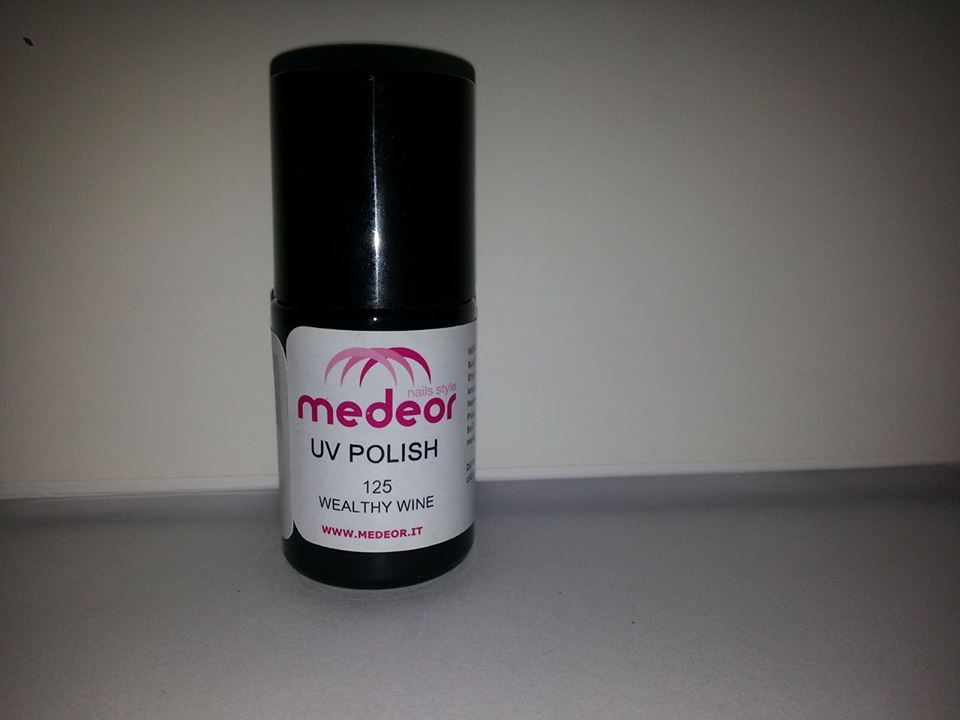 nails style
medeor
UV POLISH
125
WEALTHY WINE
WWW.MEDEOR.IT